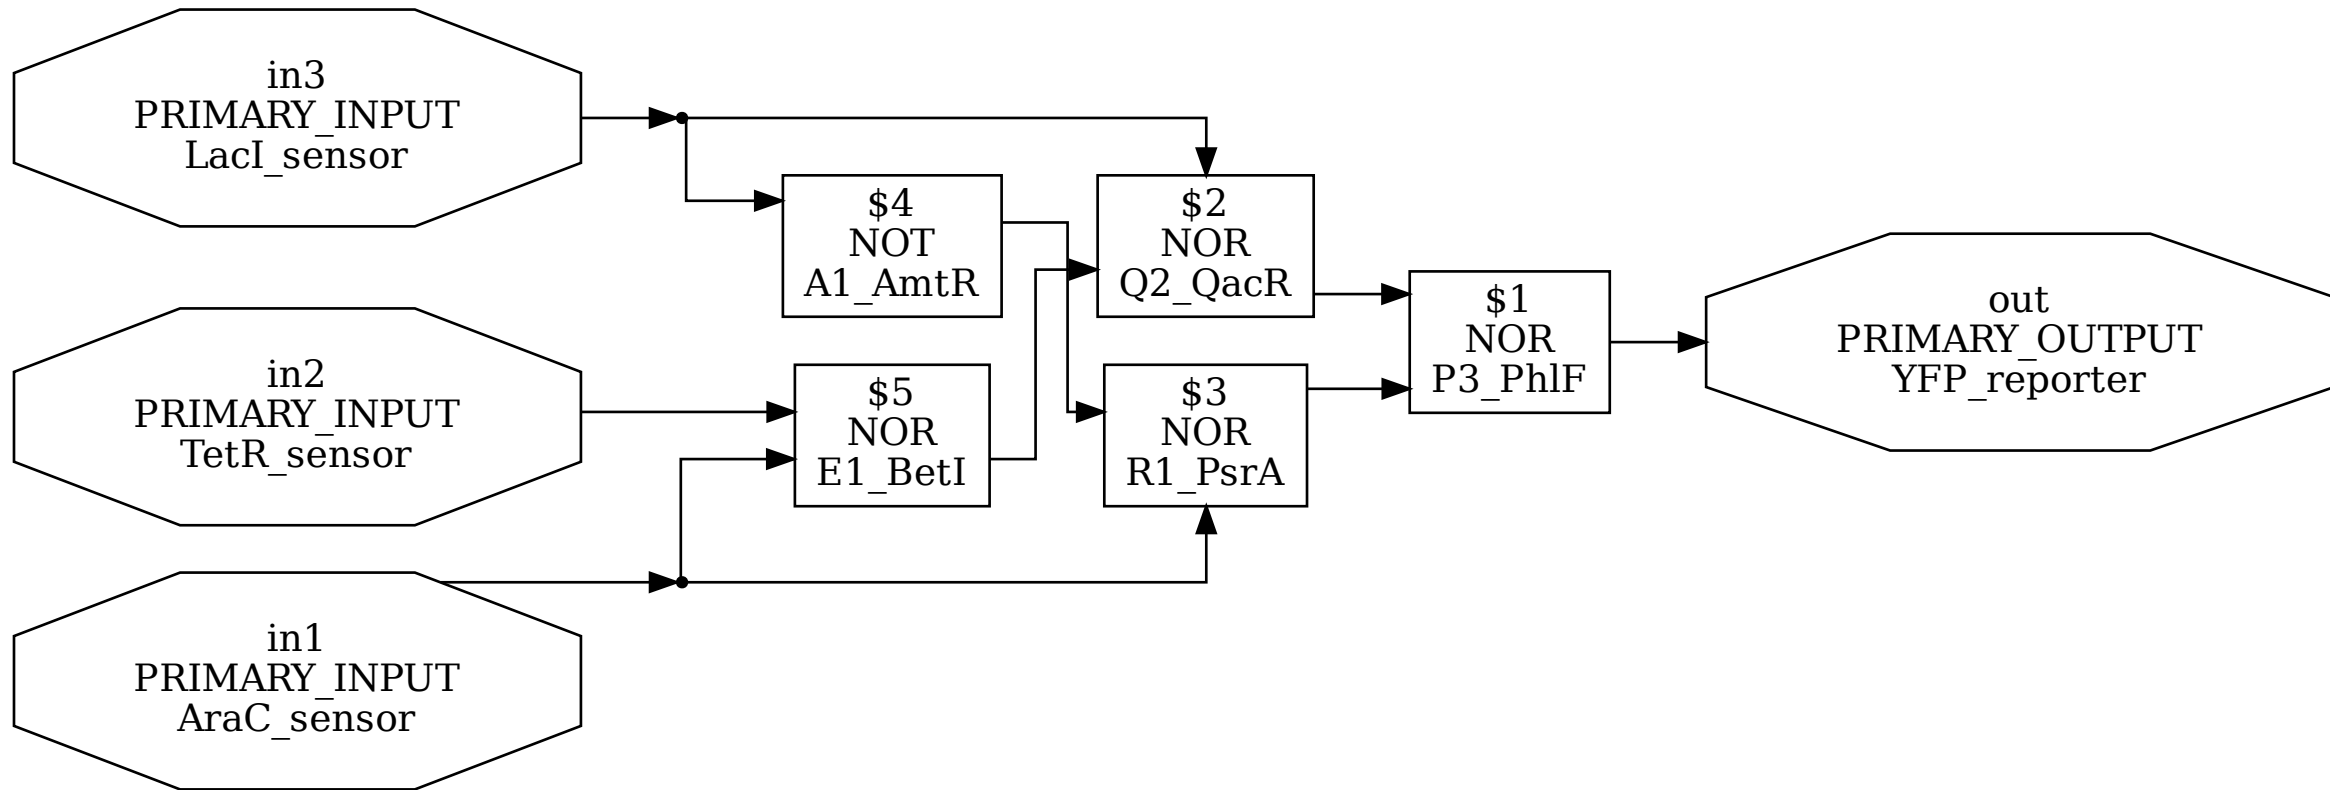 in3
PRIMARY_INPUT
LacI_sensor
$4
NOT
A1_AmtR
$2
NOR
Q2_QacR
$1
NOR
P3_PhlF
out
PRIMARY_OUTPUT
YFP_reporter
in2
PRIMARY_INPUT
TetR_sensor
$5
NOR
E1_BetI
$3
NOR
R1_PsrA
in1
PRIMARY_INPUT
AraC_sensor